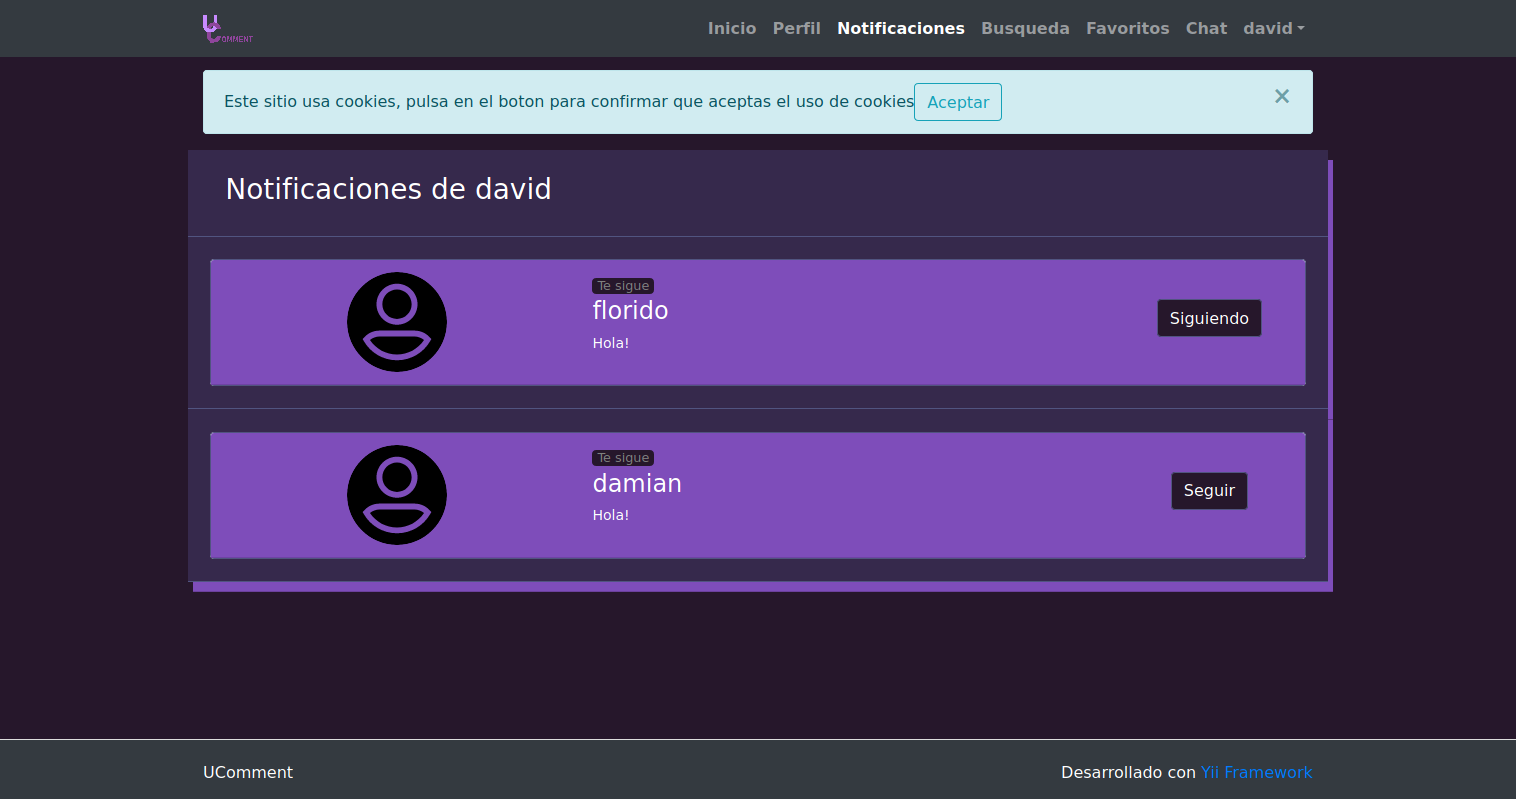 UCOMMENT
Inicio Perfil Notificaciones Busqueda Favoritos Chat david
Este sitio usa cookies, pulsa en el boton para confirmar que aceptas el uso de cookies Aceptar ×
Notificaciones de david
Te sigue
florido
Hola!
Siguiendo
Te sigue
damian
Hola!
Seguir
UComment
Desarrollado con Yii Framework